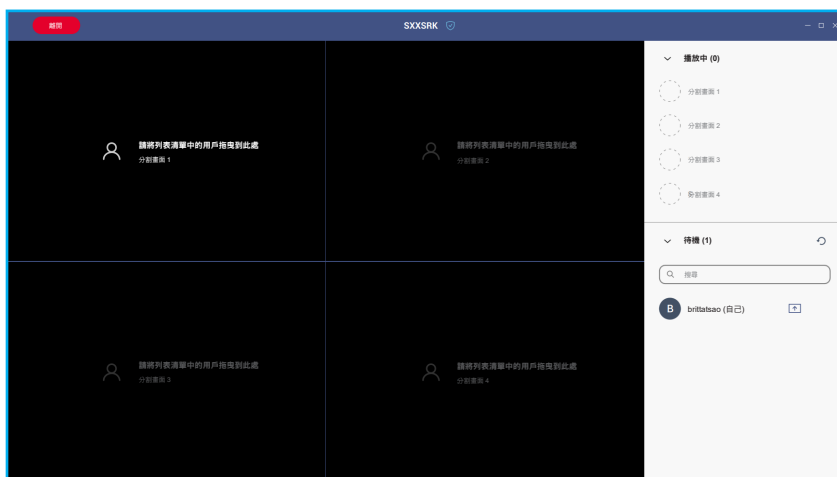 離開
SXXSRK
請將列表清單中的用戶拖曳到此處
分割畫面 1
請將列表清單中的用戶拖曳到此處
分割畫面 2
請將列表清單中的用戶拖曳到此處
分割畫面 3
請將列表清單中的用戶拖曳到此處
分割畫面 4
播放中 (0)
分割畫面 1
分割畫面 2
分割畫面 3
分割畫面 4
待機 (1)
搜尋
B
brittatsao (自己)